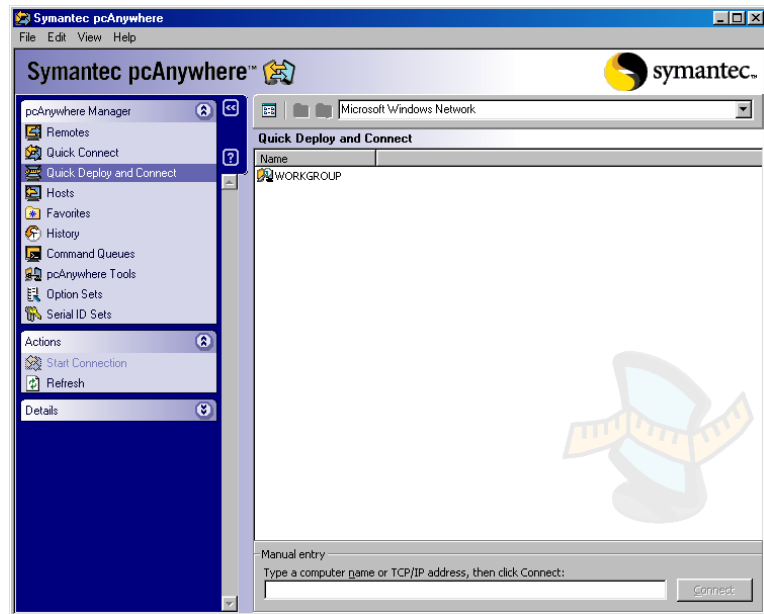 Symantec pcAnywhere
File Edit View Help
Symantec pcAnywhere™
symantec™
pcAnywhere Manager
Remotes
Quick Connect
Quick Deploy and Connect
Hosts
Favorites
History
Command Queues
pcAnywhere Tools
Option Sets
Serial ID Sets
Actions
Start Connection
Refresh
Details
Microsoft Windows Network
Quick Deploy and Connect
Name
WORKGROUP
Manual entry
Type a computer name or TCP/IP address, then click Connect:
Connect